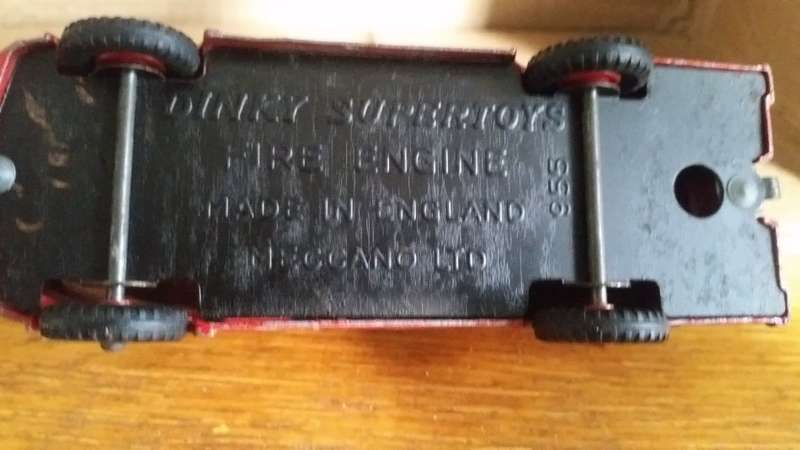 DINKY SUPERTOYS
FIRE ENGINE
MADE IN ENGLAND
MECCANO LTD
955